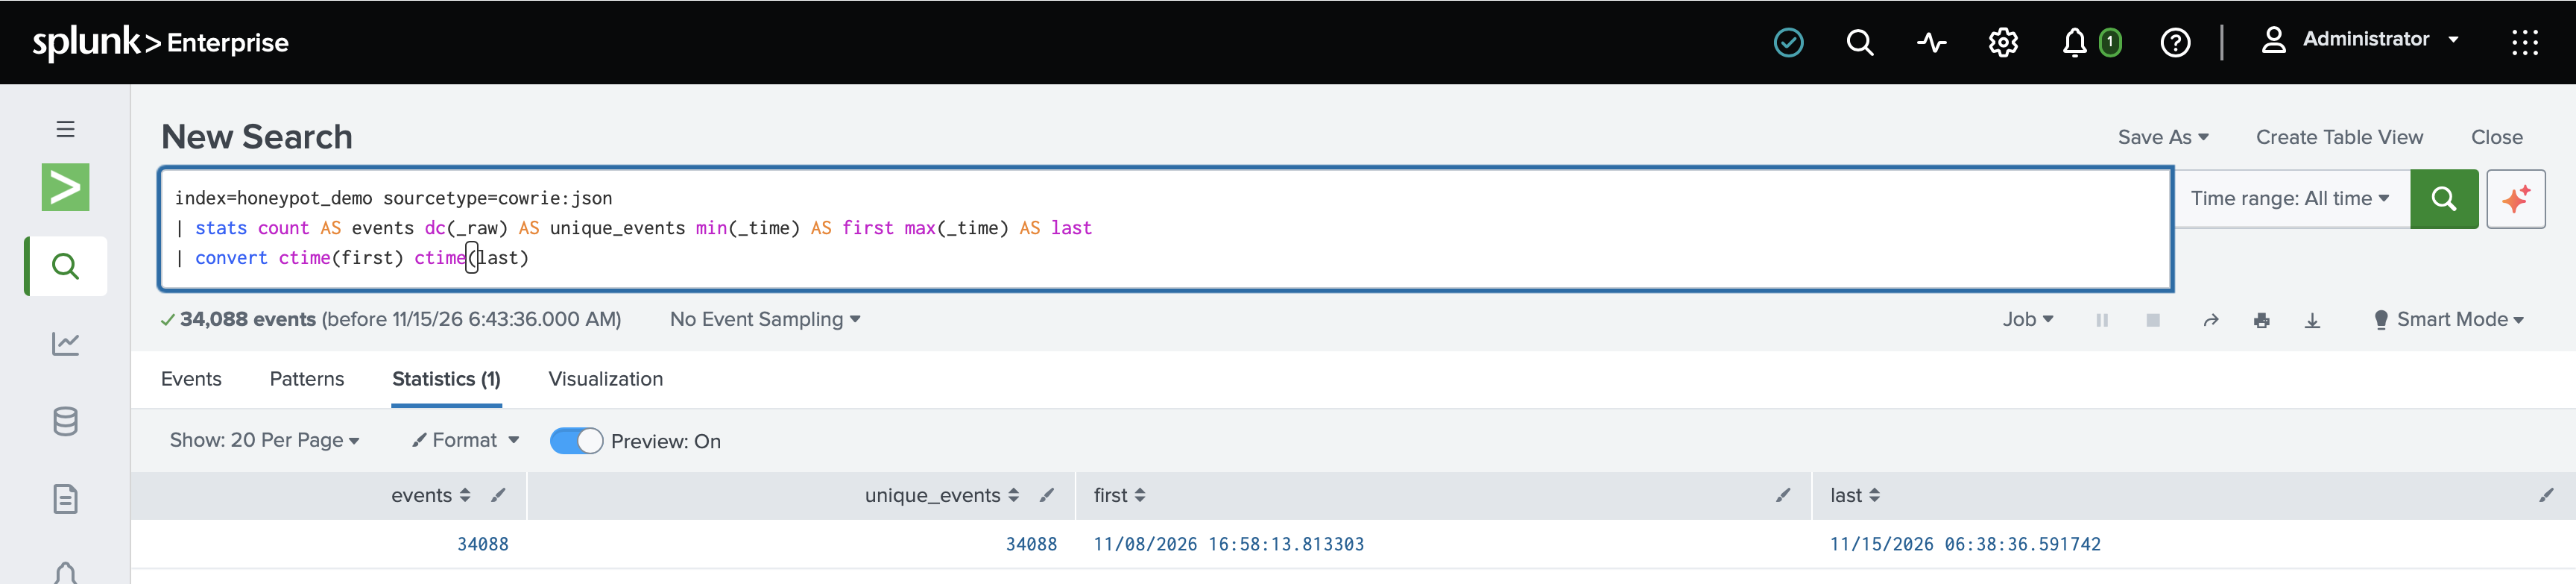 splunk> Enterprise
1
Administrator
New Search
Save As
Create Table View
Close
index=honeypot_demo sourcetype=cowrie:json
| stats count AS events dc(_raw) AS unique_events min(_time) AS first max(_time) AS last
| convert ctime(first) ctime(last)
Time range: All time
34,088 events (before 11/15/26 6:43:36.000 AM)
No Event Sampling
Job
Smart Mode
Events
Patterns
Statistics (1)
Visualization
Show: 20 Per Page
Format
Preview: On
events
unique_events
first
last
34088
34088
11/08/2026 16:58:13.813303
11/15/2026 06:38:36.591742